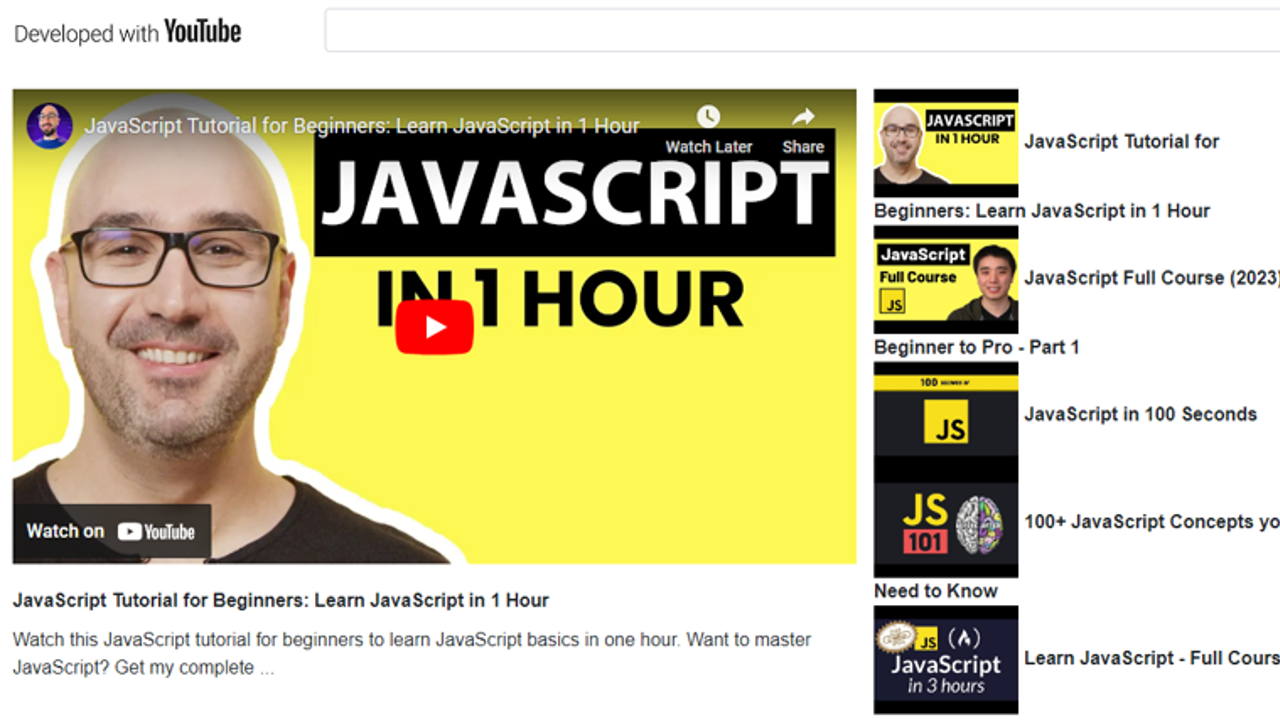 Developed with YouTube
JavaScript Tutorial for Beginners: Learn JavaScript in 1 Hour
Watch Later
Share
JAVASCRIPT
IN 1 HOUR
Watch on YouTube
JavaScript Tutorial for Beginners: Learn JavaScript in 1 Hour
Watch this JavaScript tutorial for beginners to learn JavaScript basics in one hour. Want to master
JavaScript? Get my complete ...
JAVASCRIPT
IN 1 HOUR
JavaScript Tutorial for
Beginners: Learn JavaScript in 1 Hour
JavaScript
Full Course
JS
JavaScript Full Course (2023)
Beginner to Pro - Part 1
100
JS
JavaScript in 100 Seconds
JS
101
100+ JavaScript Concepts yo
Need to Know
JS
JavaScript
in 3 hours
Learn JavaScript - Full Cours